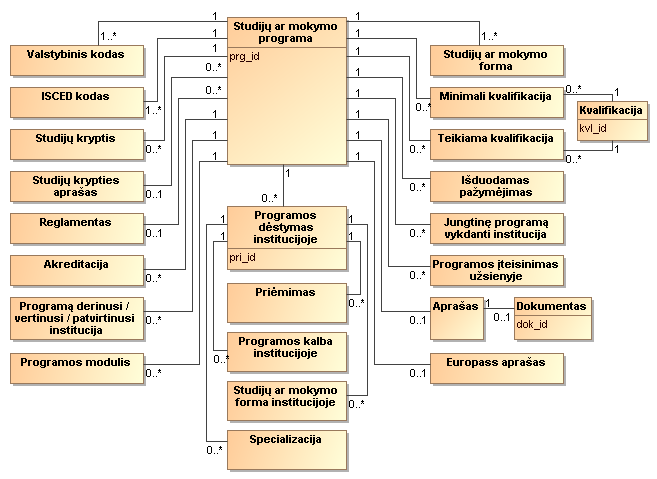 Studijų ar mokymo
programa
prg_id
1
1
1
0..*
0..*
1
1
1
1
1
1
1
1
1
1
1
1
1
Valstybinis kodas
1..*
ISCED kodas
1..*
Studijų kryptis
0..*
Studijų krypties
aprašas
0..1
Reglamentas
0..1
Akreditacija
0..*
Programą derinusi /
vertinusi / patvirtinusi
institucija
0..*
Programos modulis
0..*
Studijų ar mokymo
forma
1..*
Minimali kvalifikacija
0..*
0..*
1
Kvalifikacija
kvl_id
1
Teikiama kvalifikacija
0..*
0..*
Išduodamas
pažymėjimas
0..*
Jungtinę programą
vykdanti institucija
0..*
Programos įteisinimas
užsienyje
0..*
Aprašas
0..1
1
0..1
Dokumentas
dok_id
Europass aprašas
0..1
0..*
Programos
dėstymas
institucijoje
pri_id
1
1
1
1
Priėmimas
0..*
Programos kalba
institucijoje
0..*
Studijų ar mokymo
forma institucijoje
0..*
Specializacija
0..*